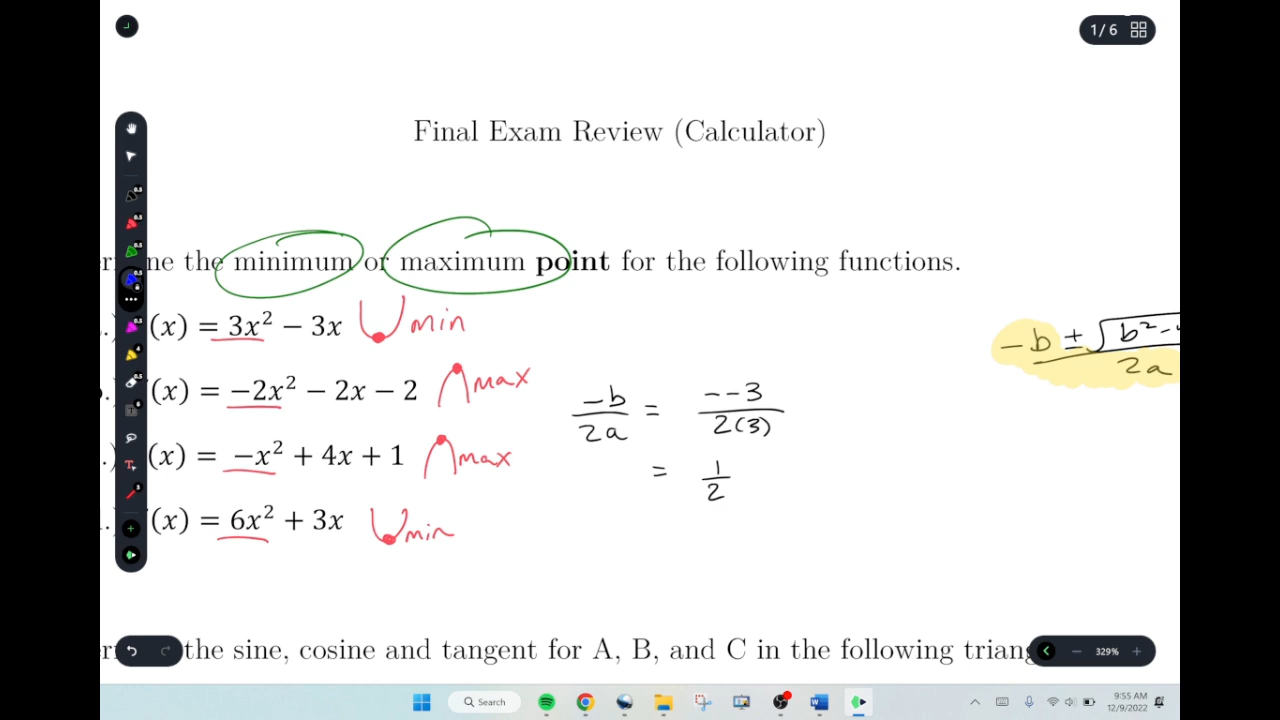 1/6
Final Exam Review (Calculator)
me the minimum or maximum point for the following functions.
(x) = 3x² − 3x min
−b ± √b² -
2a
(x) = −2x² − 2x − 2 max
−b/2a = --3/2(3)
(x) = −x² + 4x + 1 max
= 1/2
(x) = 6x² + 3x min
the sine, cosine and tangent for A, B, and C in the following triang
329%
Search
9:55 AM
12/9/2022